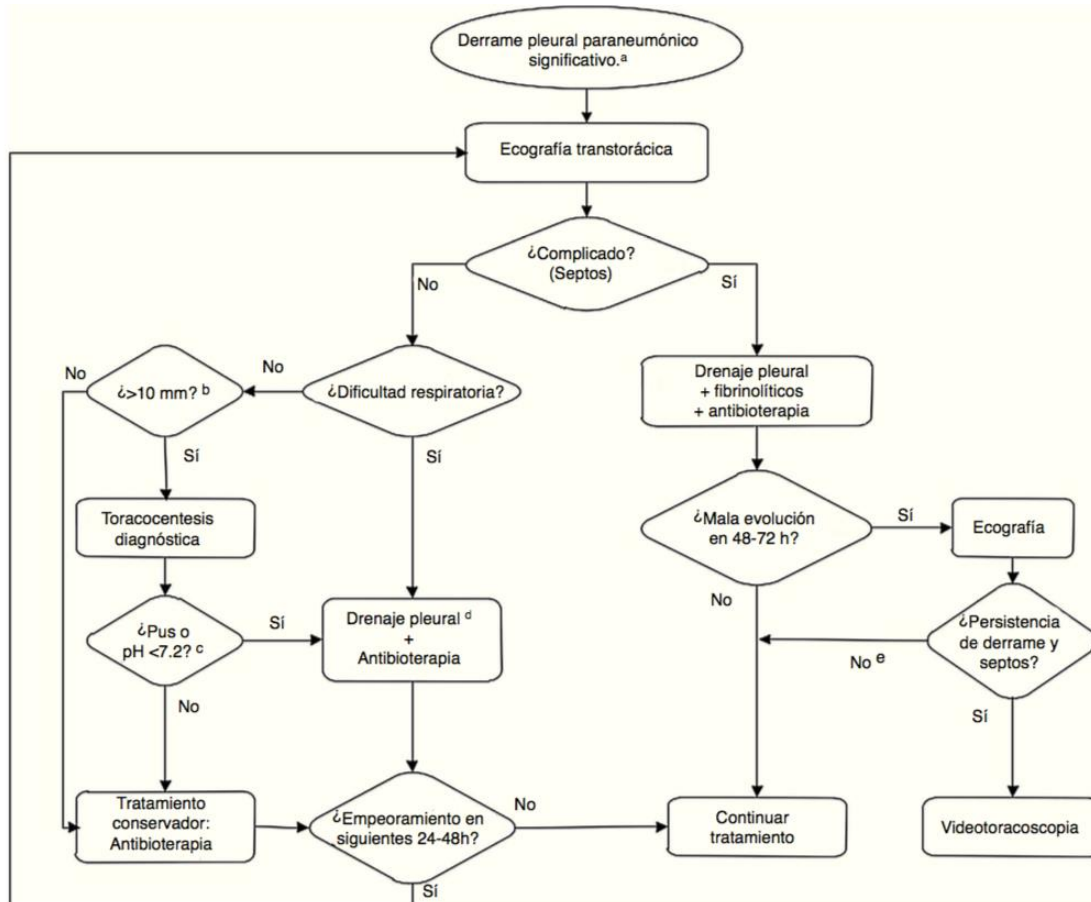 Derrame pleural paraneumónico
significativo.ª
Ecografía transtorácica
¿Complicado?
(Septos)
No
Sí
¿>10 mm? b
No
No
¿Dificultad respiratoria?
Drenaje pleural
+ fibrinolíticos
+ antibioterapia
Sí
Sí
Toracocentesis
diagnóstica
¿Mala evolución
en 48-72 h?
Sí
Ecografía
¿Pus o
pH <7.2? c
Sí
Drenaje pleural d
+
Antibioterapia
No
¿Persistencia
de derrame y
septos?
No e
No
Sí
Tratamiento
conservador:
Antibioterapia
¿Empeoramiento en
siguientes 24-48h?
No
Continuar
tratamiento
Videotoracoscopia
Sí